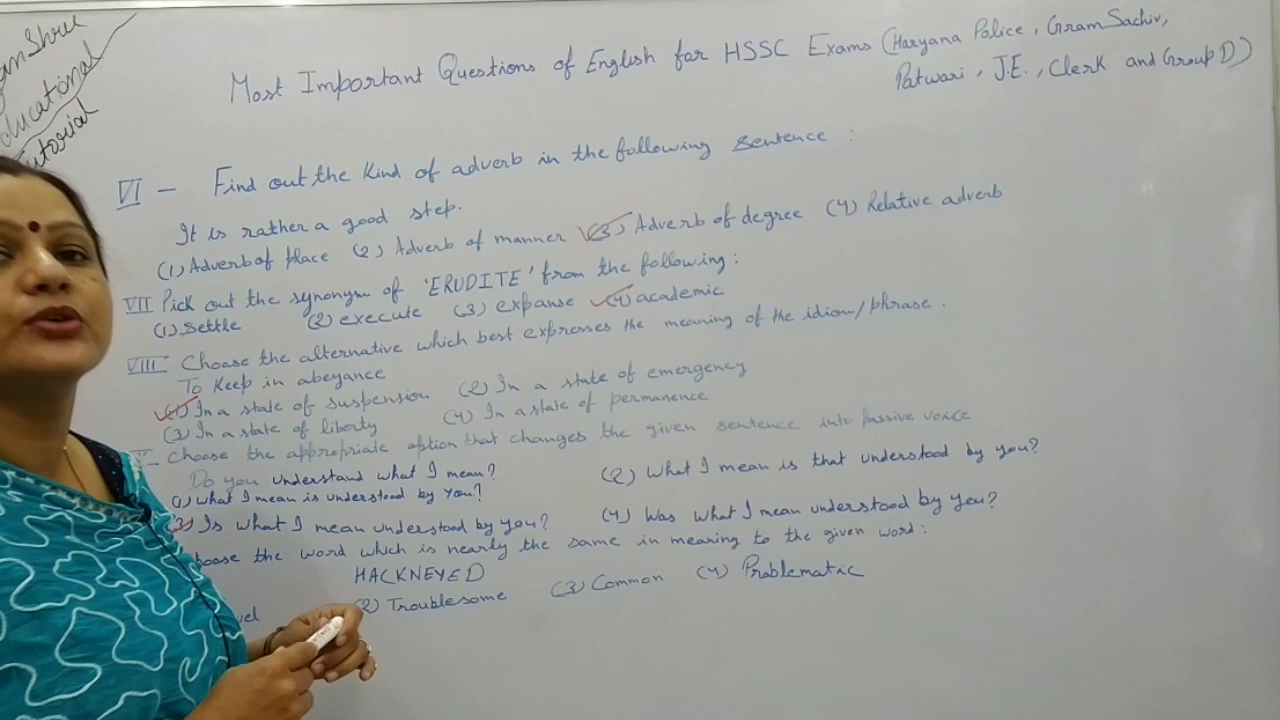 Educational
Tutorial
Most Important Questions of English for HSSC Exams (Haryana Police, Gram Sachiv,
Patwari, J.E., Clerk and Group D)
VI - Find out the Kind of adverb in the following sentence :
It is rather a good step.
(1) Adverb of place (2) Adverb of manner (3) Adverb of degree (4) Relative adverb
VII Pick out the synonym of 'ERUDITE' from the following :
(1) Settle (2) execute (3) expanse (4) academic
VIII Choose the alternative which best expresses the meaning of the idiom/phrase.
To Keep in abeyance
(1) In a state of suspension (2) In a state of emergency
(3) In a state of liberty (4) In a state of permanence
- Choose the appropriate option that changes the given sentence into passive voice
Do you understand what I mean?
(1) What I mean is understood by you? (2) What I mean is that understood by you?
(3) Is what I mean understood by you? (4) Was what I mean understood by you?
hoose the word which is nearly the same in meaning to the given word :
HACKNEYED
vel (2) Troublesome (3) Common (4) Problematic